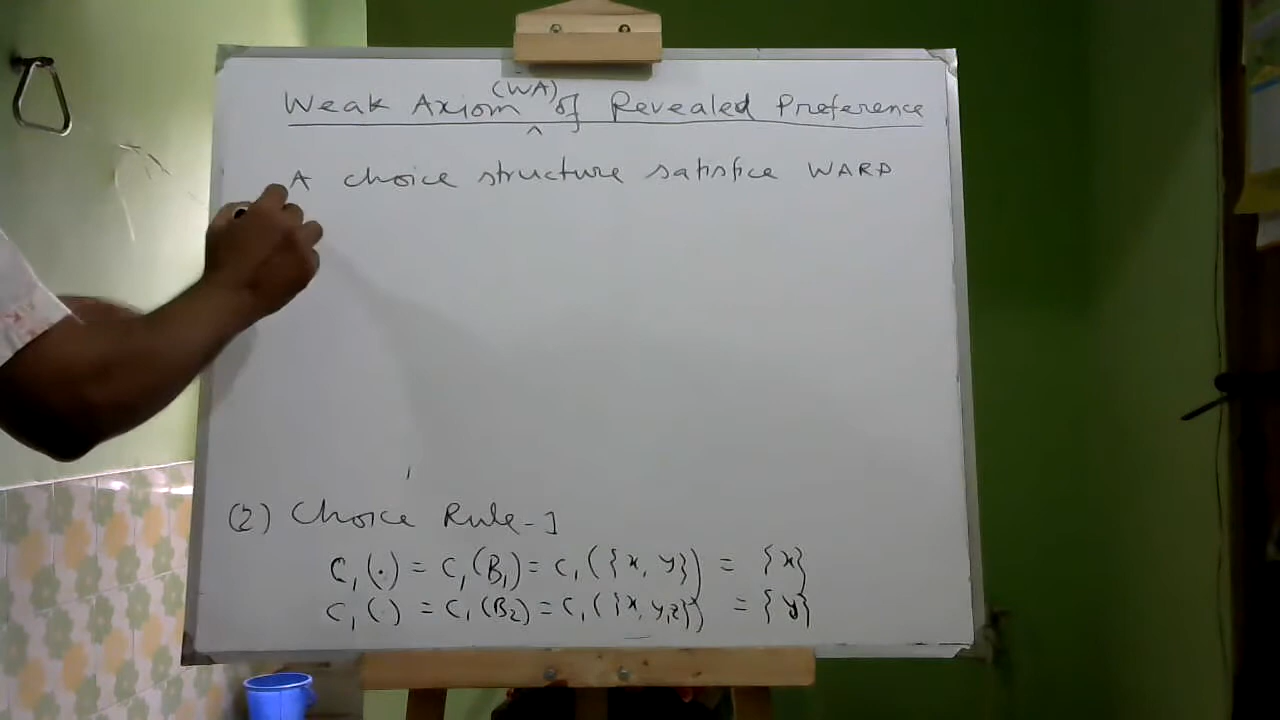 Weak Axiom (WA) of Revealed Preference
A choice structure satisfice WARP
(2) Choice Rule-1
C₁(.) = C₁(B₁) = C₁({x, y}) = {x}
C₁(.) = C₁(B₂) = C₁({x, y, z}) = {y}